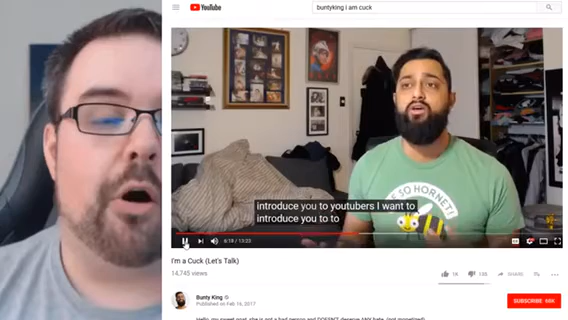 YouTube
buntyking i am cuck
SO HORNET!
introduce you to youtubers I want to
introduce you to to
6:18 / 13:23
I'm a Cuck (Let's Talk)
14,745 views
1K
SHARE
Bunty King
Published on Feb 16, 2017
SUBSCRIBE